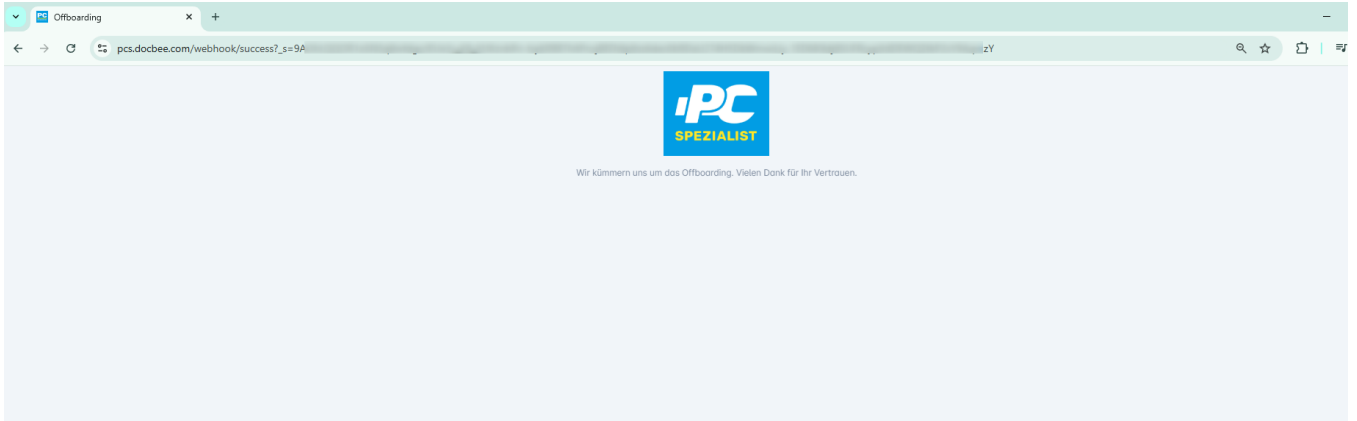 Offboarding
pcs.docbee.com/webhook/success?_s=9A
zY
PC
SPEZIALIST
Wir kümmern uns um das Offboarding. Vielen Dank für Ihr Vertrauen.